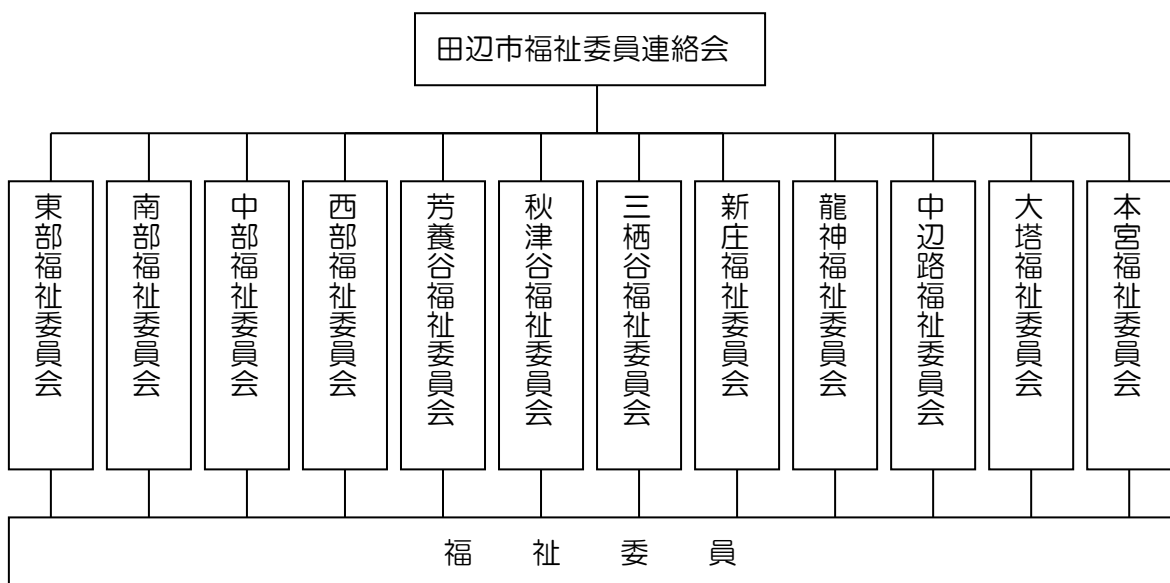 田辺市福祉委員連絡会
東部福祉委員会
南部福祉委員会
中部福祉委員会
西部福祉委員会
芳養谷福祉委員会
秋津谷福祉委員会
三栖谷福祉委員会
新庄福祉委員会
龍神福祉委員会
中辺路福祉委員会
大塔福祉委員会
本宮福祉委員会
福祉委員